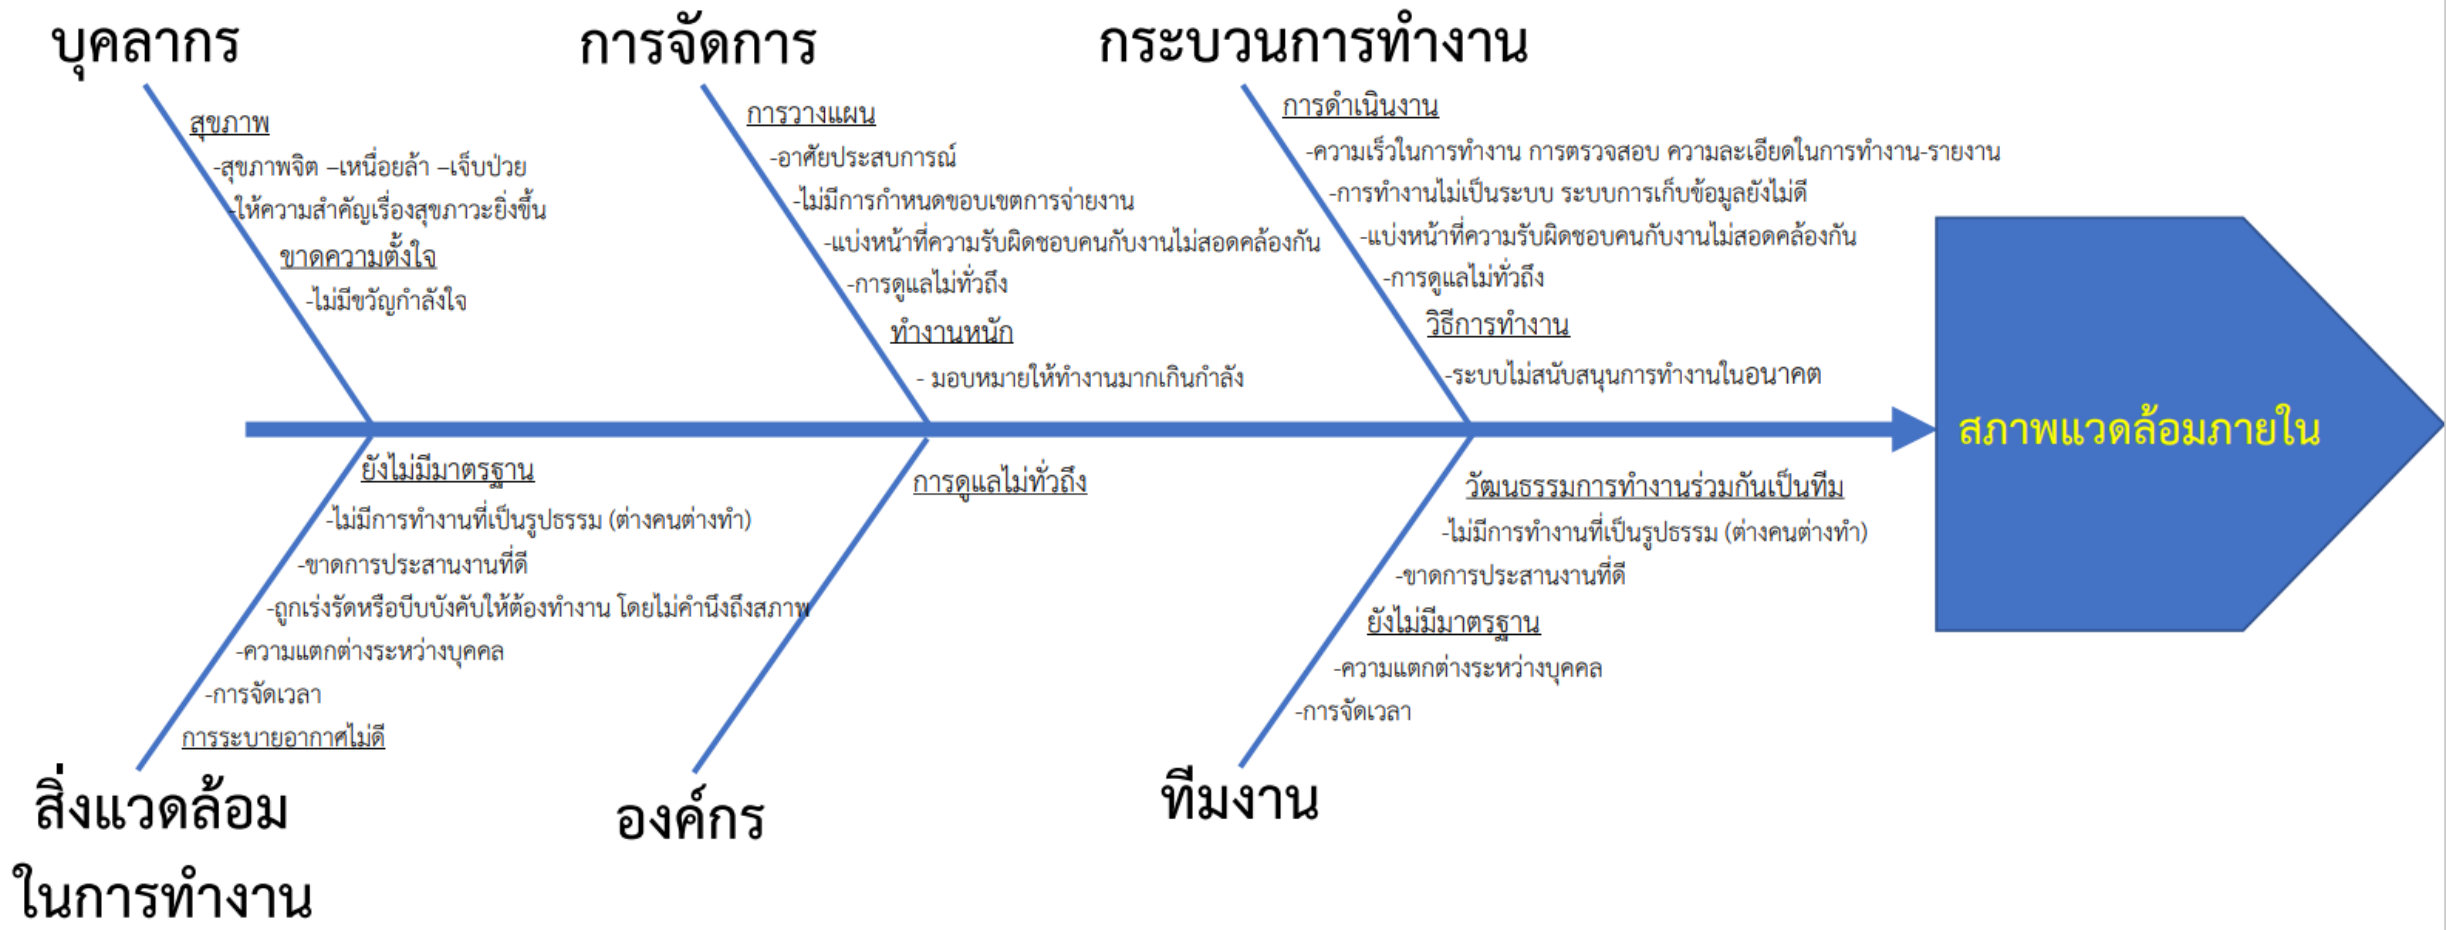 บุคลากร
สุขภาพ
-สุขภาพจิต –เหนื่อยล้า –เจ็บป่วย
-ให้ความสำคัญเรื่องสุขภาวะยิ่งขึ้น
ขาดความตั้งใจ
-ไม่มีขวัญกำลังใจ
การจัดการ
การวางแผน
-อาศัยประสบการณ์
-ไม่มีการกำหนดขอบเขตการจ่ายงาน
-แบ่งหน้าที่ความรับผิดชอบคนกับงานไม่สอดคล้องกัน
-การดูแลไม่ทั่วถึง
ทำงานหนัก
- มอบหมายให้ทำงานมากเกินกำลัง
กระบวนการทำงาน
การดำเนินงาน
-ความเร็วในการทำงาน การตรวจสอบ ความละเอียดในการทำงาน-รายงาน
-การทำงานไม่เป็นระบบ ระบบการเก็บข้อมูลยังไม่ดี
-แบ่งหน้าที่ความรับผิดชอบคนกับงานไม่สอดคล้องกัน
-การดูแลไม่ทั่วถึง
วิธีการทำงาน
-ระบบไม่สนับสนุนการทำงานในอนาคต
สภาพแวดล้อมภายใน
ยังไม่มีมาตรฐาน
-ไม่มีการทำงานที่เป็นรูปธรรม (ต่างคนต่างทำ)
-ขาดการประสานงานที่ดี
-ถูกเร่งรัดหรือบีบบังคับให้ต้องทำงาน โดยไม่คำนึงถึงสภาพ
-ความแตกต่างระหว่างบุคคล
-การจัดเวลา
การระบายอากาศไม่ดี
สิ่งแวดล้อม
ในการทำงาน
การดูแลไม่ทั่วถึง
องค์กร
วัฒนธรรมการทำงานร่วมกันเป็นทีม
-ไม่มีการทำงานที่เป็นรูปธรรม (ต่างคนต่างทำ)
-ขาดการประสานงานที่ดี
ยังไม่มีมาตรฐาน
-ความแตกต่างระหว่างบุคคล
-การจัดเวลา
ทีมงาน